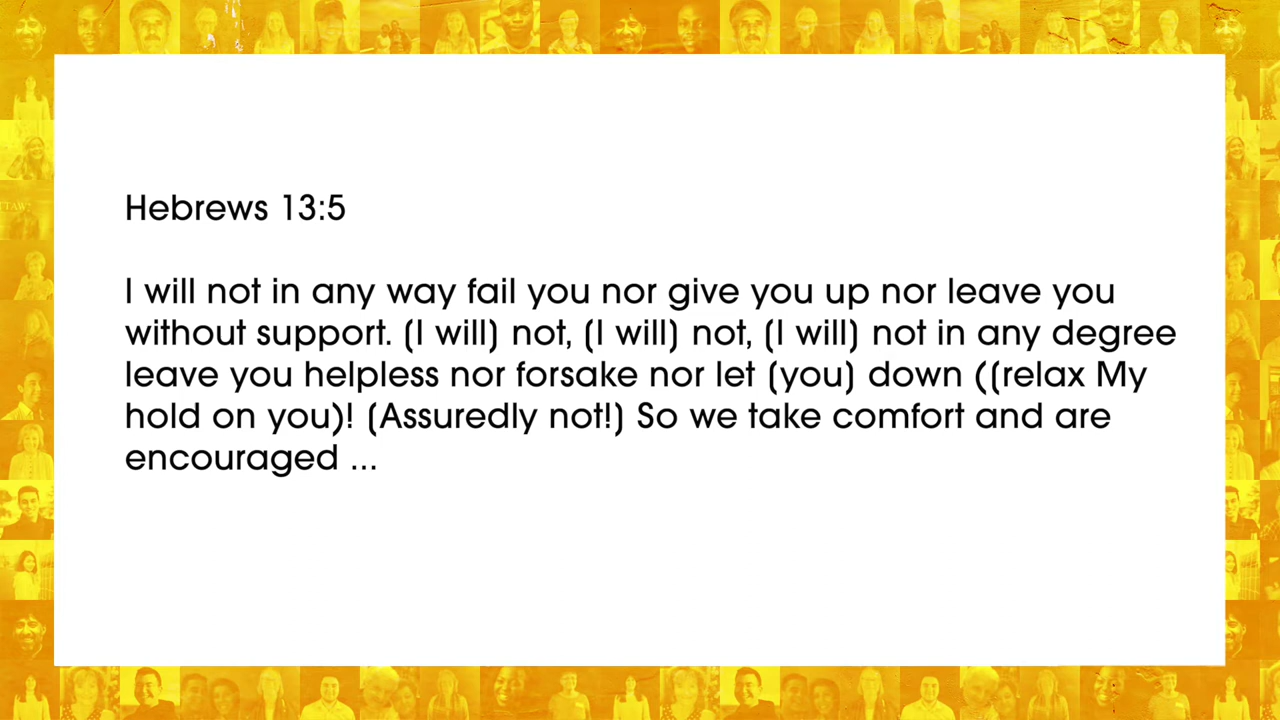 Hebrews 13:5
I will not in any way fail you nor give you up nor leave you
without support. (I will) not, (I will) not, (I will) not in any degree
leave you helpless nor forsake nor let (you) down ((relax My
hold on you)! (Assuredly not!) So we take comfort and are
encouraged ...